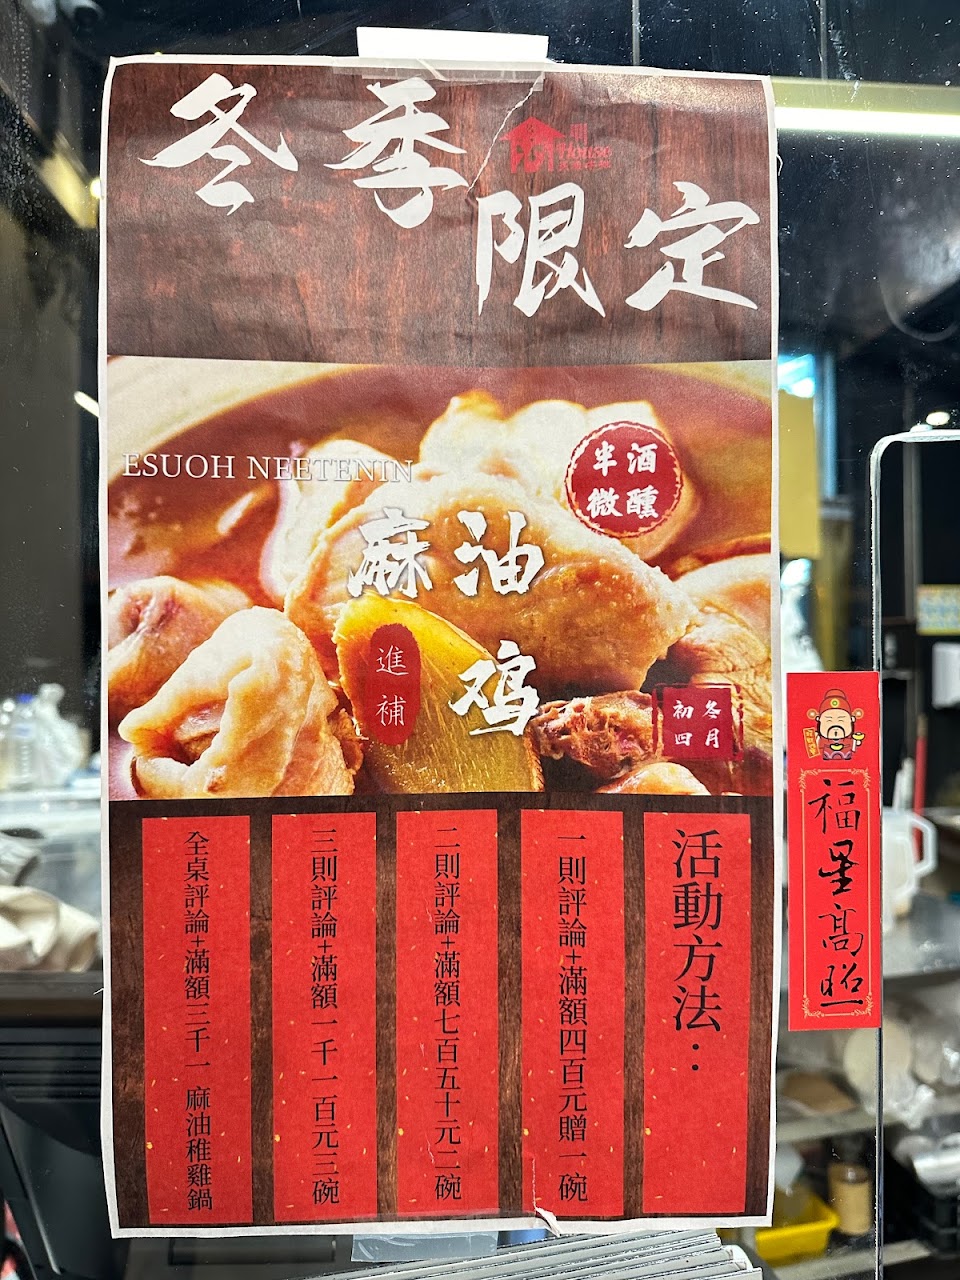 冬季
限定
House
ESUOH NEETENIN
半酒
微醺
麻油
鸡
進補
初冬
四月
活動方法：
一則評論+滿額四百元贈一碗
二則評論+滿額七百五十元二碗
三則評論+滿額一千一百元三碗
全桌評論+滿額三千一 麻油稚雞鍋
福星高照